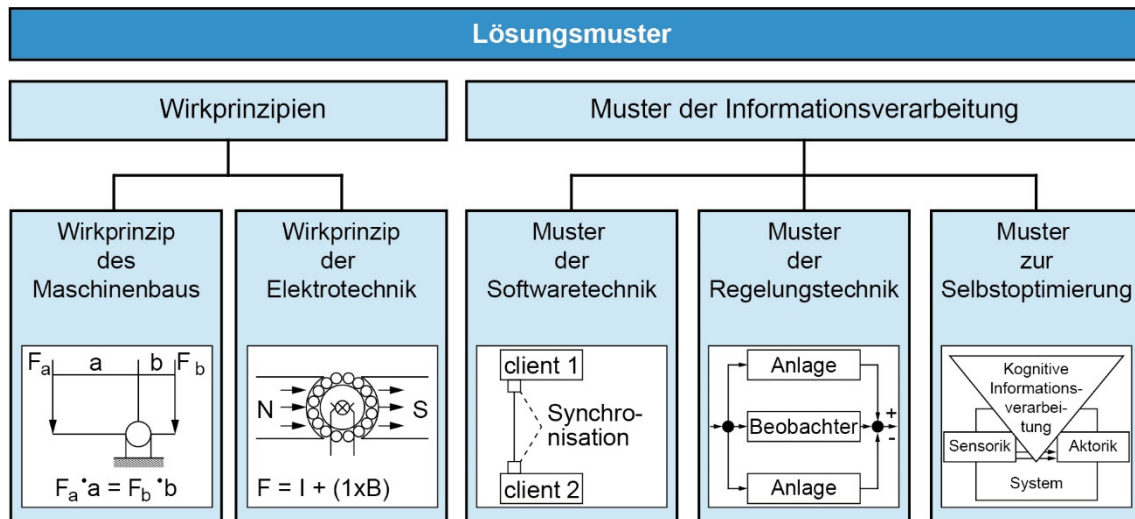 Lösungsmuster
Wirkprinzipien
Muster der Informationsverarbeitung
Wirkprinzip
des
Maschinenbaus
Fa a b Fb
Fa·a = Fb·b
Wirkprinzip
der
Elektrotechnik
N S
F = I + (1xB)
Muster
der
Softwaretechnik
client 1
Synchro-
nisation
client 2
Muster
der
Regelungstechnik
Anlage
+
Beobachter
-
Anlage
Muster
zur
Selbstoptimierung
Kognitive
Informations-
verarbei-
tung
Sensorik Aktorik
System